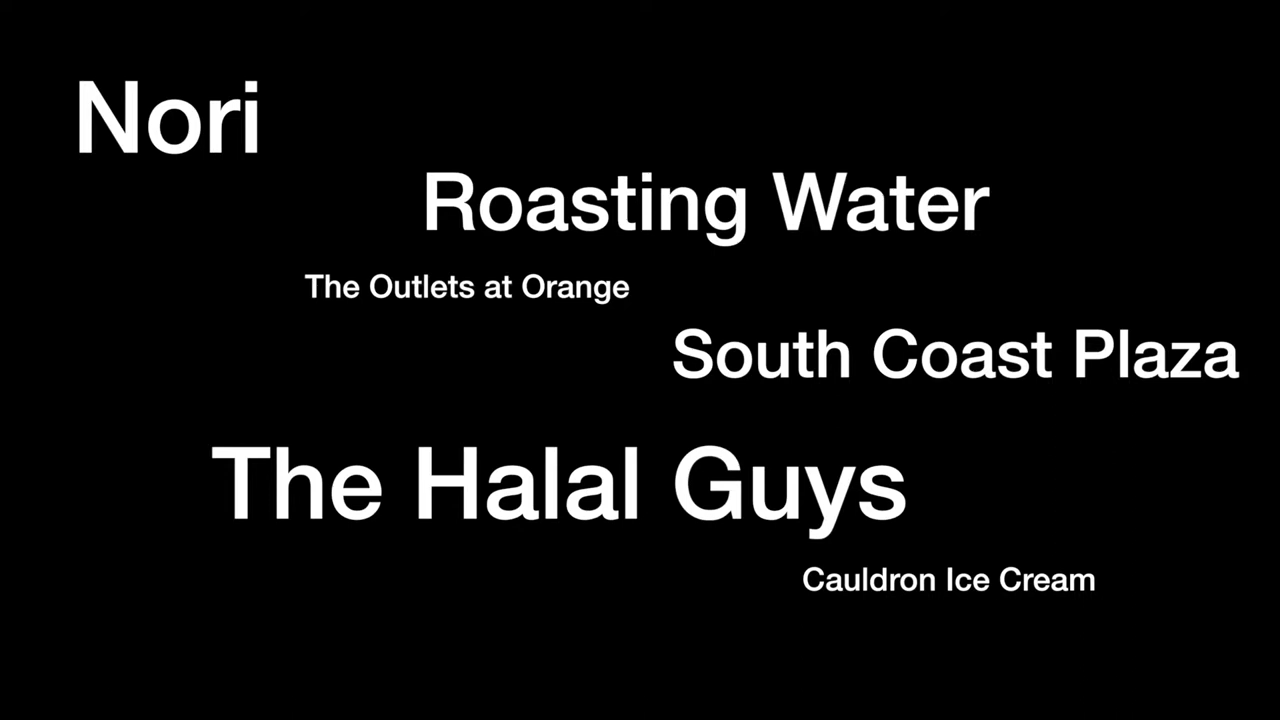 Nori
Roasting Water
The Outlets at Orange
South Coast Plaza
The Halal Guys
Cauldron Ice Cream